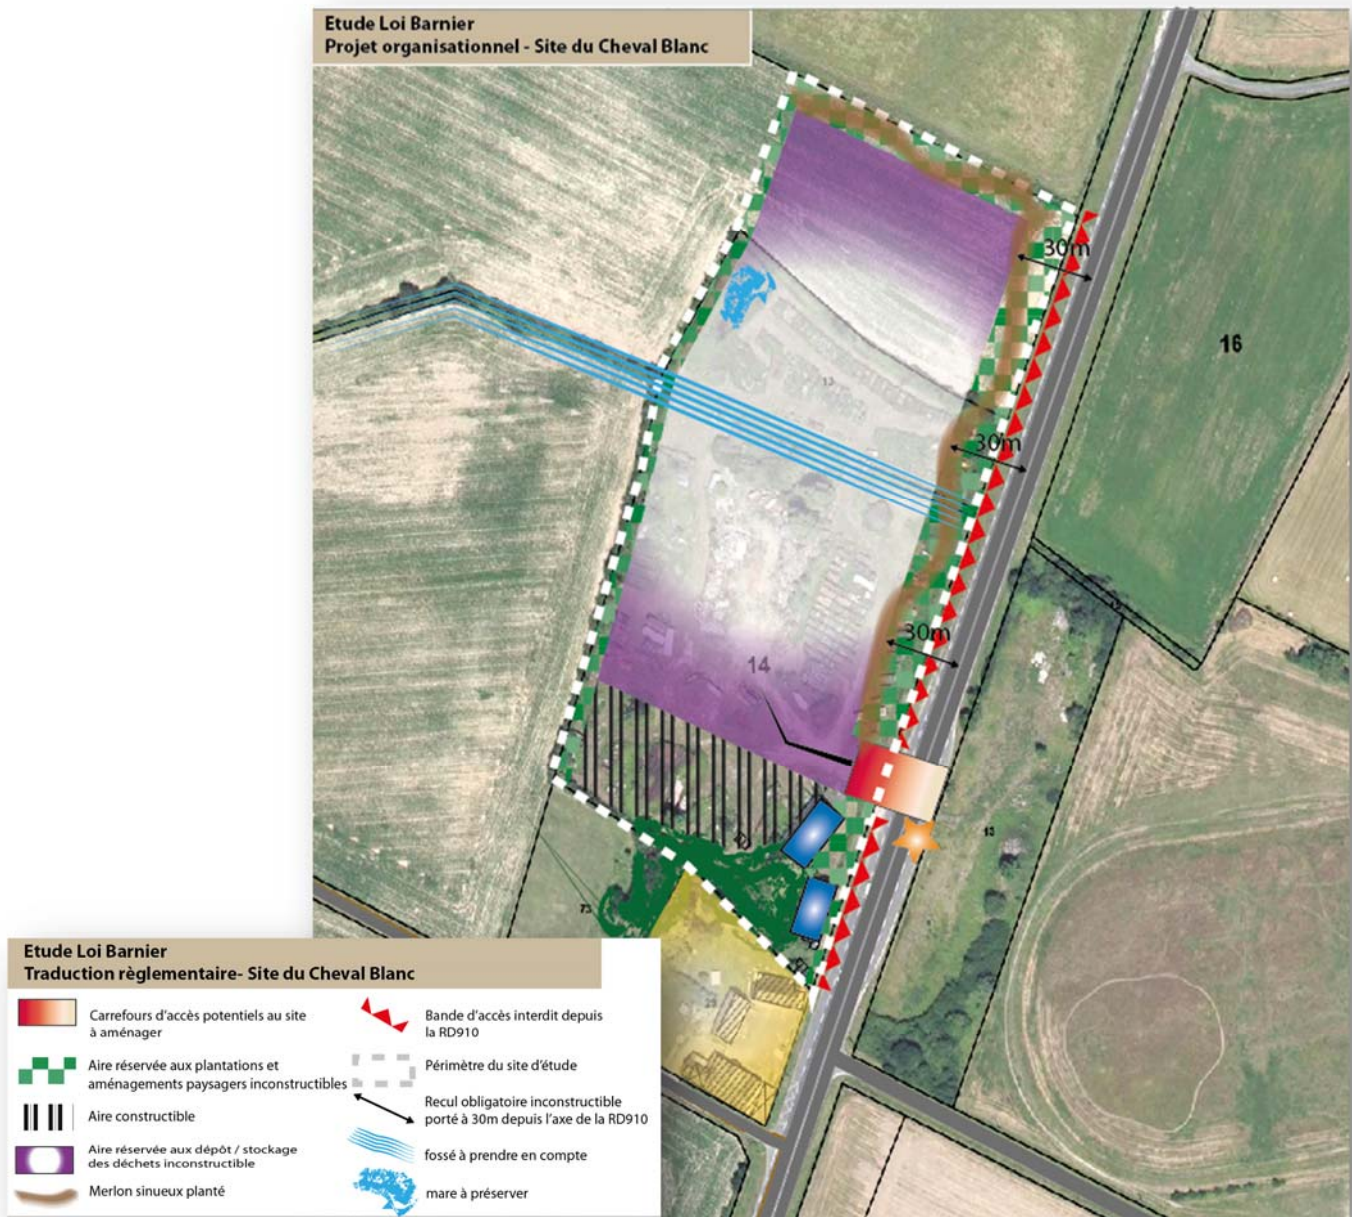 Etude Loi Barnier
Projet organisationnel - Site du Cheval Blanc
30m
16
13
30m
30m
14
13
73
Etude Loi Barnier
Traduction règlementaire- Site du Cheval Blanc
Carrefours d'accès potentiels au site
à aménager
Aire réservée aux plantations et
aménagements paysagers inconstructibles
Aire constructible
Aire réservée aux dépôt / stockage
des déchets inconstructible
Merlon sinueux planté
Bande d'accès interdit depuis
la RD910
Périmètre du site d'étude
Recul obligatoire inconstructible
porté à 30m depuis l'axe de la RD910
fossé à prendre en compte
mare à préserver